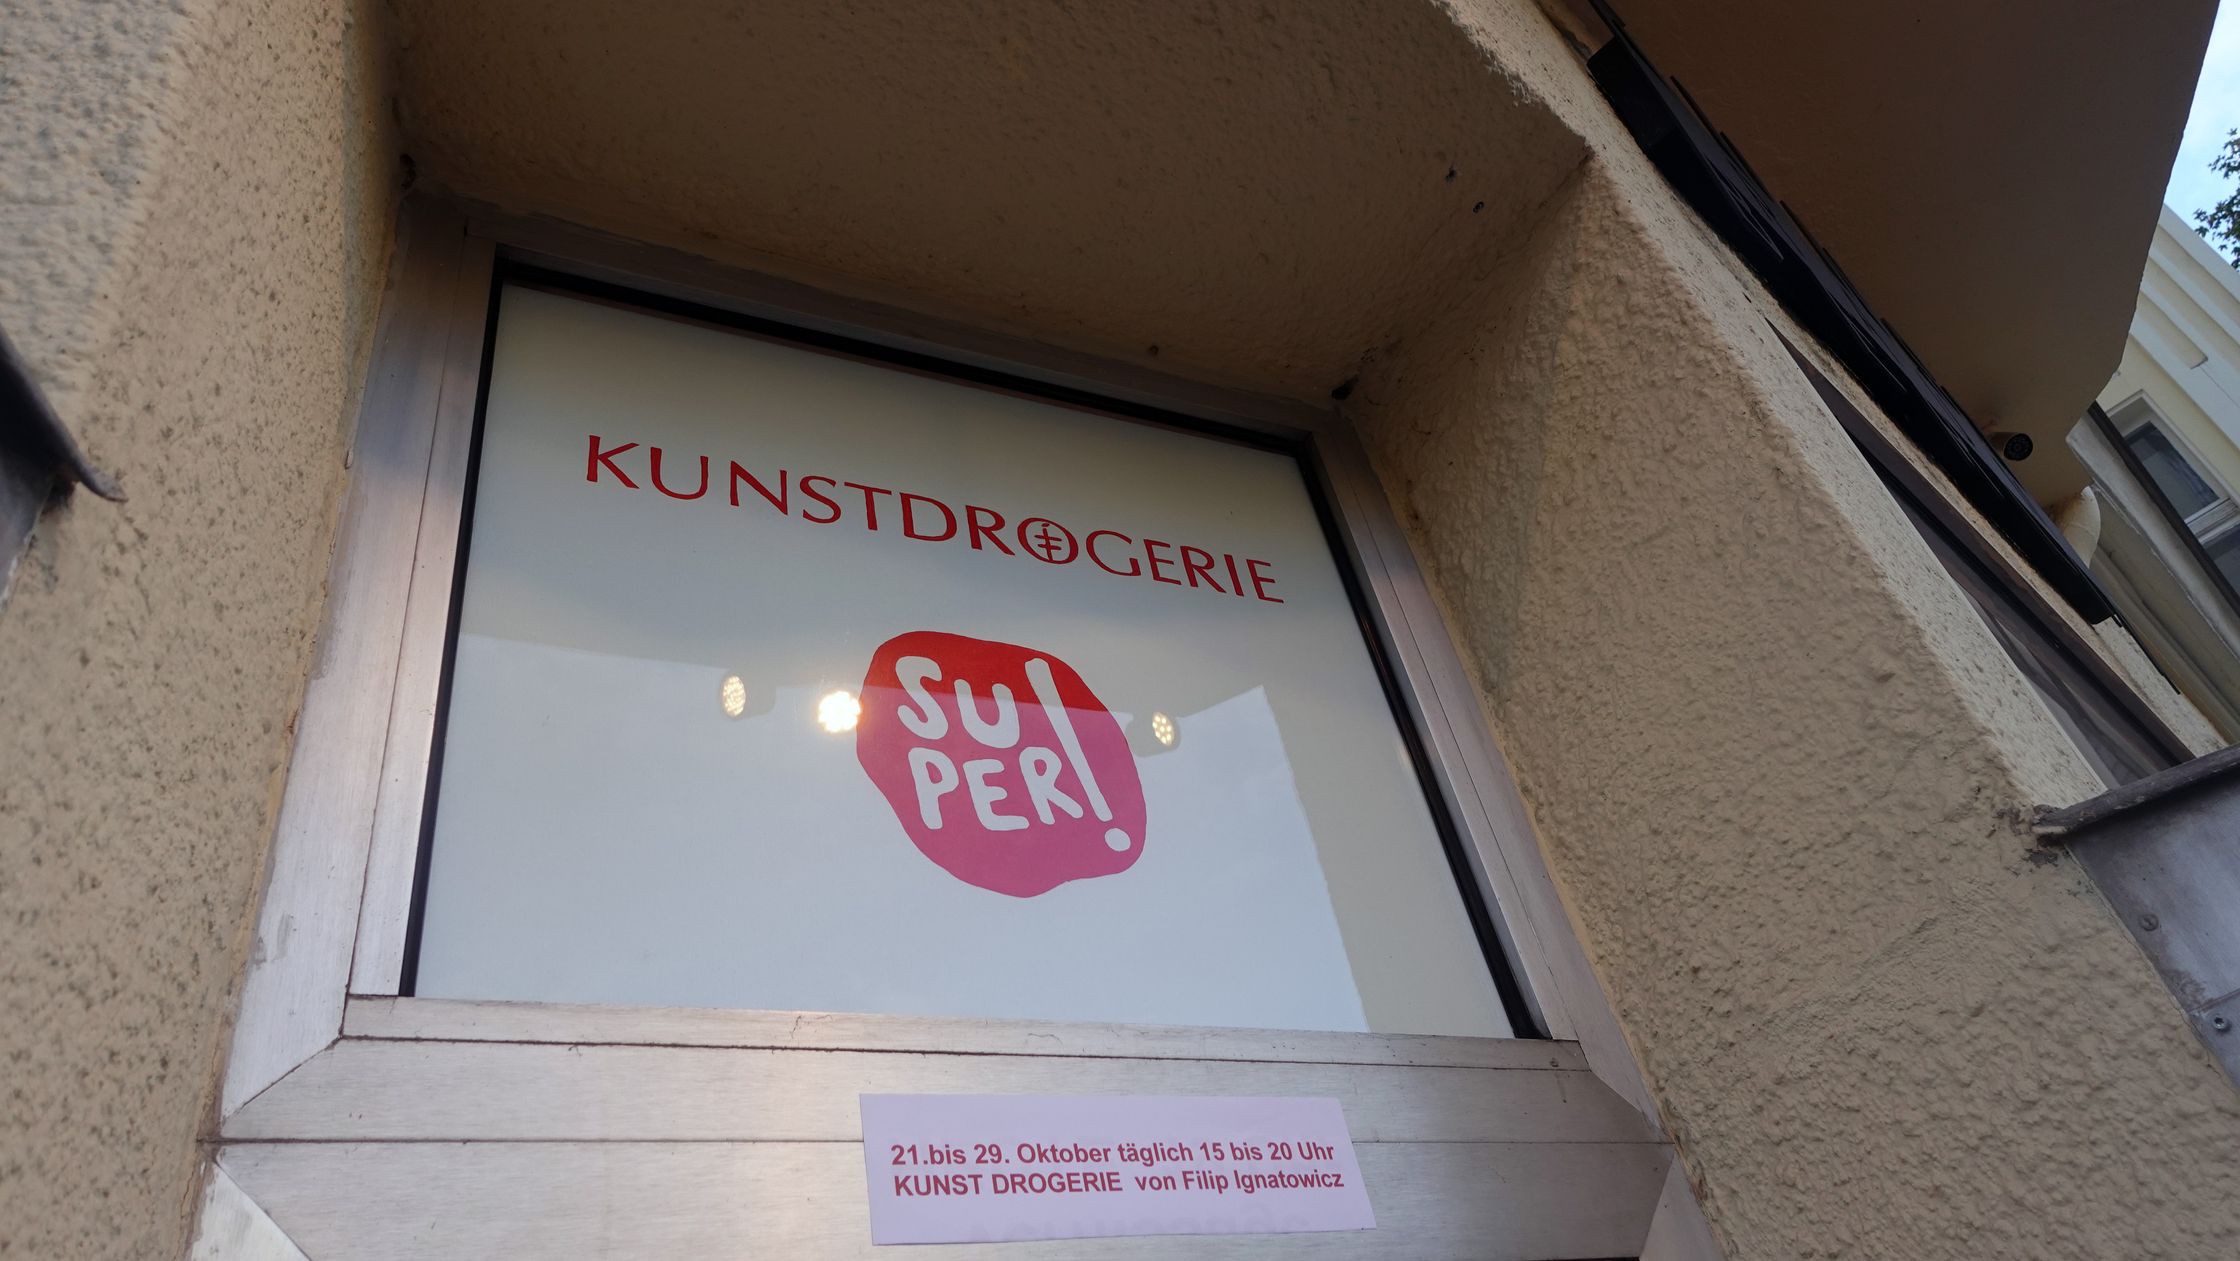 KUNSTDROGERIE
SU
PER!
21.bis 29. Oktober täglich 15 bis 20 Uhr
KUNST DROGERIE von Filip Ignatowicz